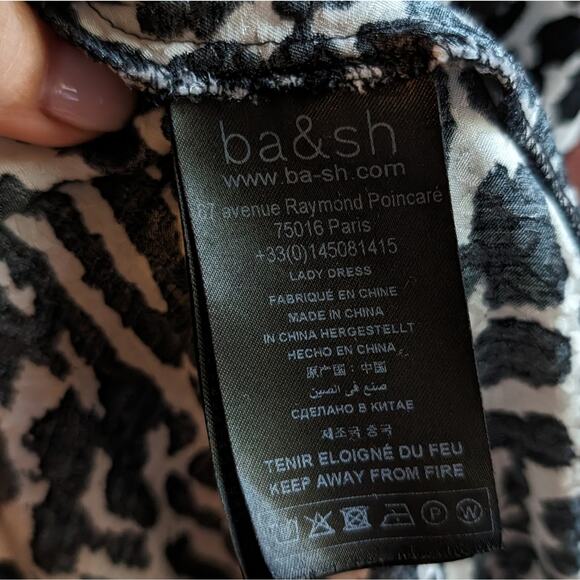 ba&sh
www.ba-sh.com
67 avenue Raymond Poincaré
75016 Paris
+33(0)145081415
LADY DRESS
FABRIQUÉ EN CHINE
MADE IN CHINA
IN CHINA HERGESTELLT
HECHO EN CHINA
原产国：中国
صنع في الصين
СДЕЛАНО В КИТАЕ
제조국 중국
TENIR ELOIGNÉ DU FEU
KEEP AWAY FROM FIRE
P W